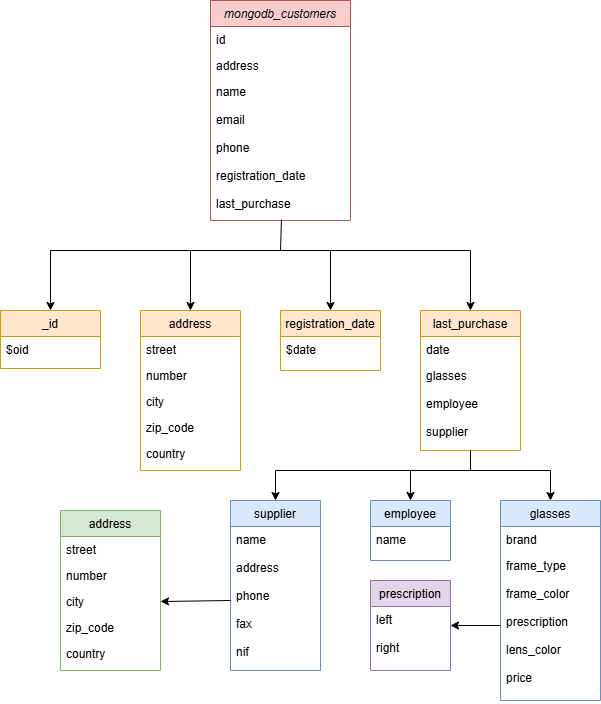 mongodb_customers
id
address
name
email
phone
registration_date
last_purchase
_id
$oid
address
street
number
city
zip_code
country
registration_date
$date
last_purchase
date
glasses
employee
supplier
address
street
number
city
zip_code
country
supplier
name
address
phone
fax
nif
employee
name
prescription
left
right
glasses
brand
frame_type
frame_color
prescription
lens_color
price